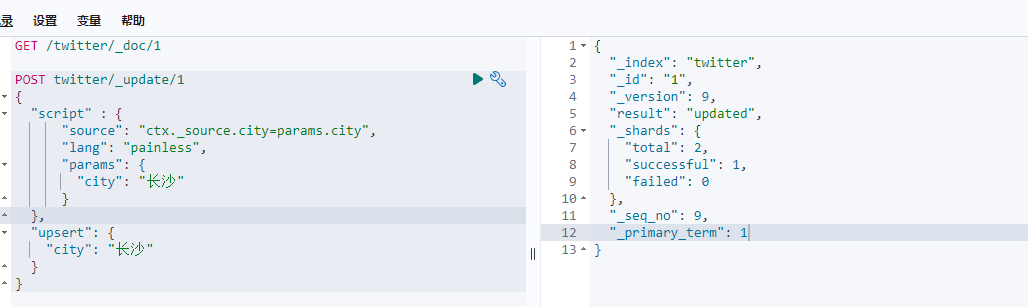 录 设置 变量 帮助
GET /twitter/_doc/1
POST twitter/_update/1
{
"script" : {
"source": "ctx._source.city=params.city",
"lang": "painless",
"params": {
"city": "长沙"
}
},
"upsert": {
"city": "长沙"
}
}
1 {
2 "_index": "twitter",
3 "_id": "1",
4 "_version": 9,
5 "result": "updated",
6 "_shards": {
7 "total": 2,
8 "successful": 1,
9 "failed": 0
10 },
11 "_seq_no": 9,
12 "_primary_term": 1
13 }